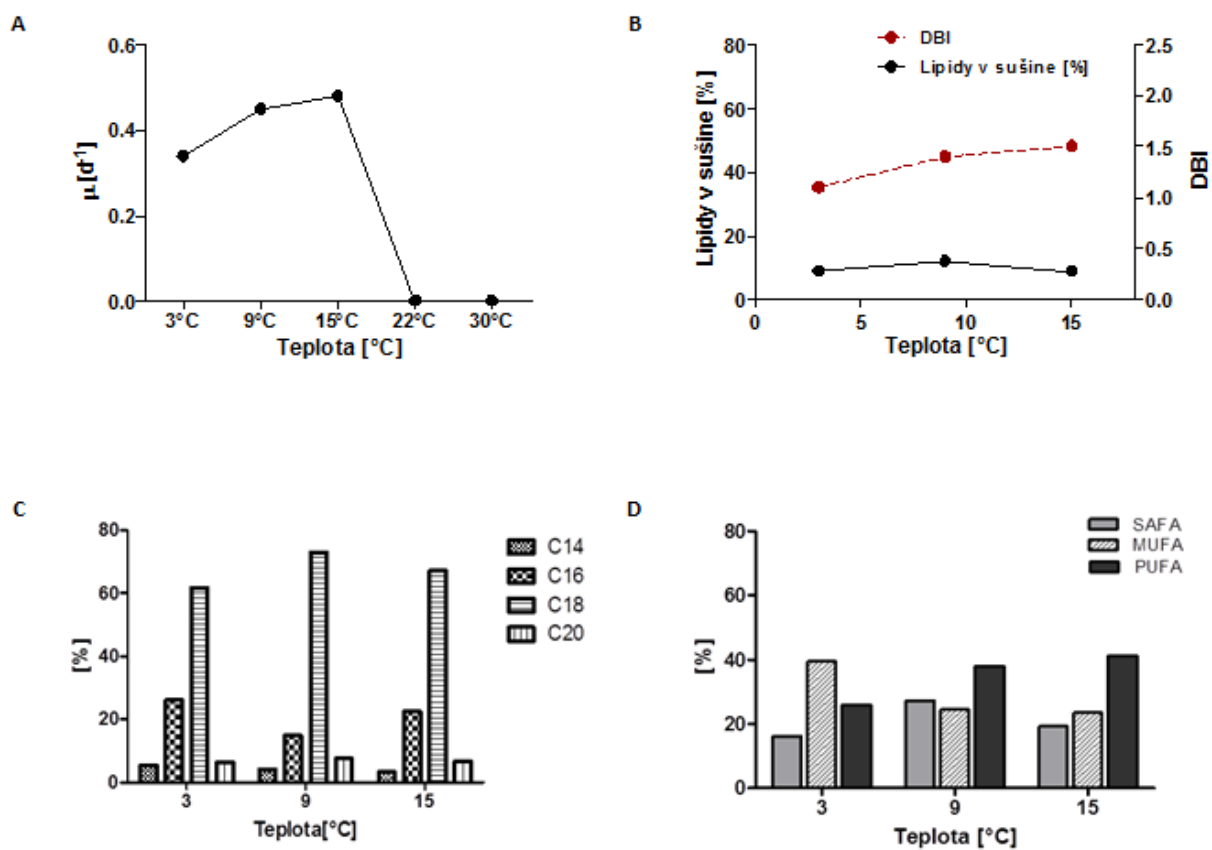 A
0.6
0.4
0.2
0.0
μ[d⁻¹]
3°C 9°C 15°C 22°C 30°C
Teplota [°C]
B
DBI
Lipidy v sušine [%]
80
60
40
20
0
Lipidy v sušine [%]
2.5
2.0
1.5
1.0
0.5
0.0
DBI
0 5 10 15
Teplota [°C]
C
80
60
40
20
0
[%]
C14
C16
C18
C20
3 9 15
Teplota[°C]
D
80
60
40
20
0
[%]
SAFA
MUFA
PUFA
3 9 15
Teplota [°C]